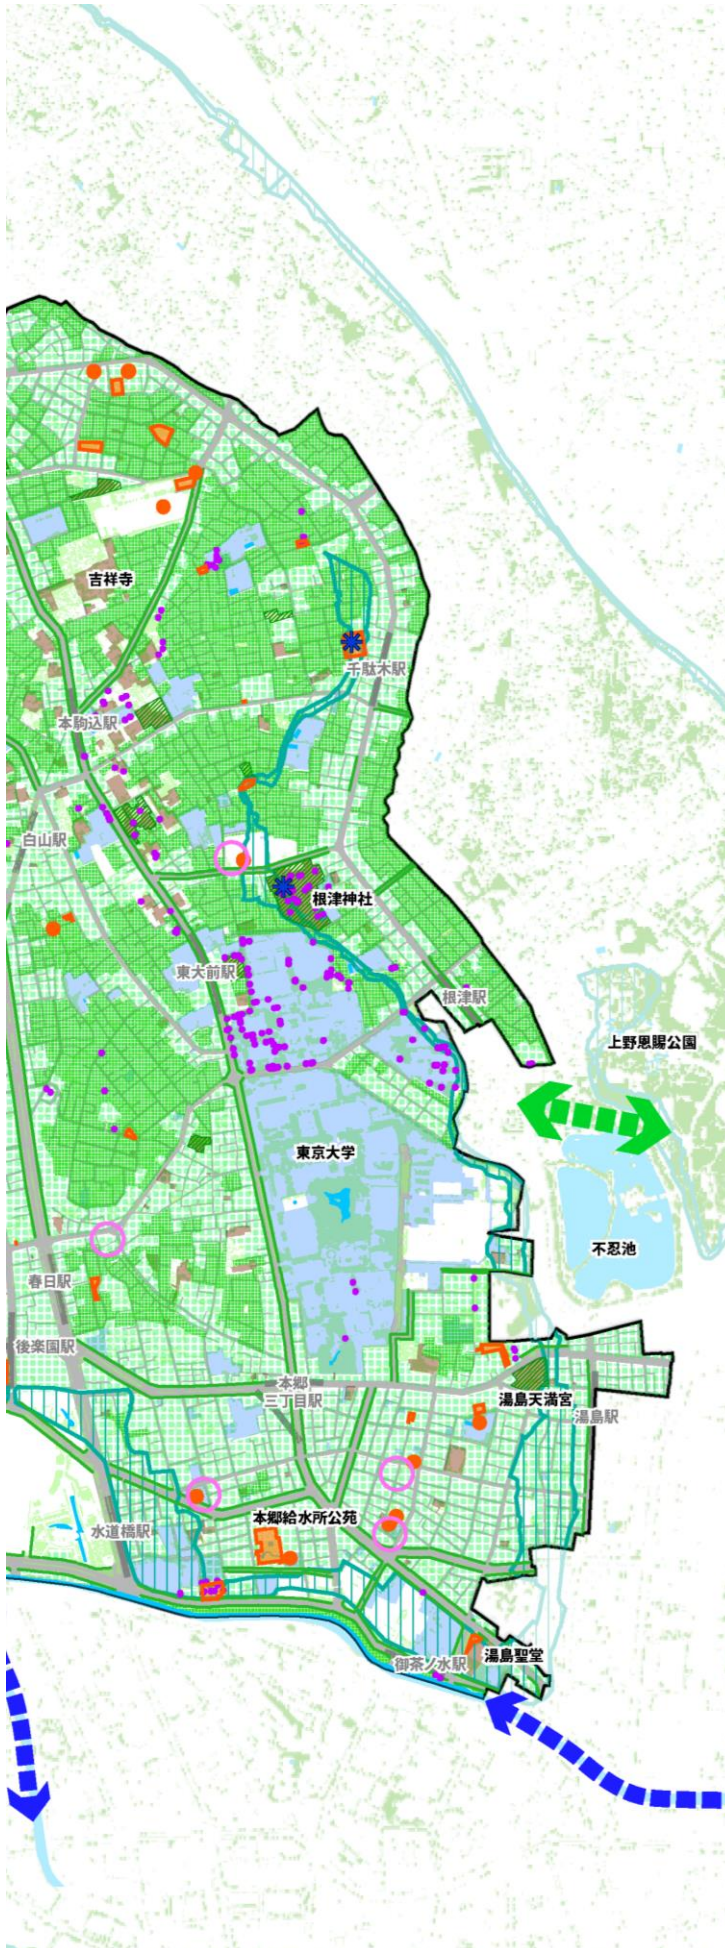 吉祥寺
千駄木駅
本駒込駅
白山駅
根津神社
東大前駅
根津駅
上野恩賜公園
東京大学
不忍池
春日駅
後楽園駅
本郷
三丁目駅
湯島天満宮
湯島駅
本郷給水所公苑
水道橋駅
湯島聖堂
御茶ノ水駅